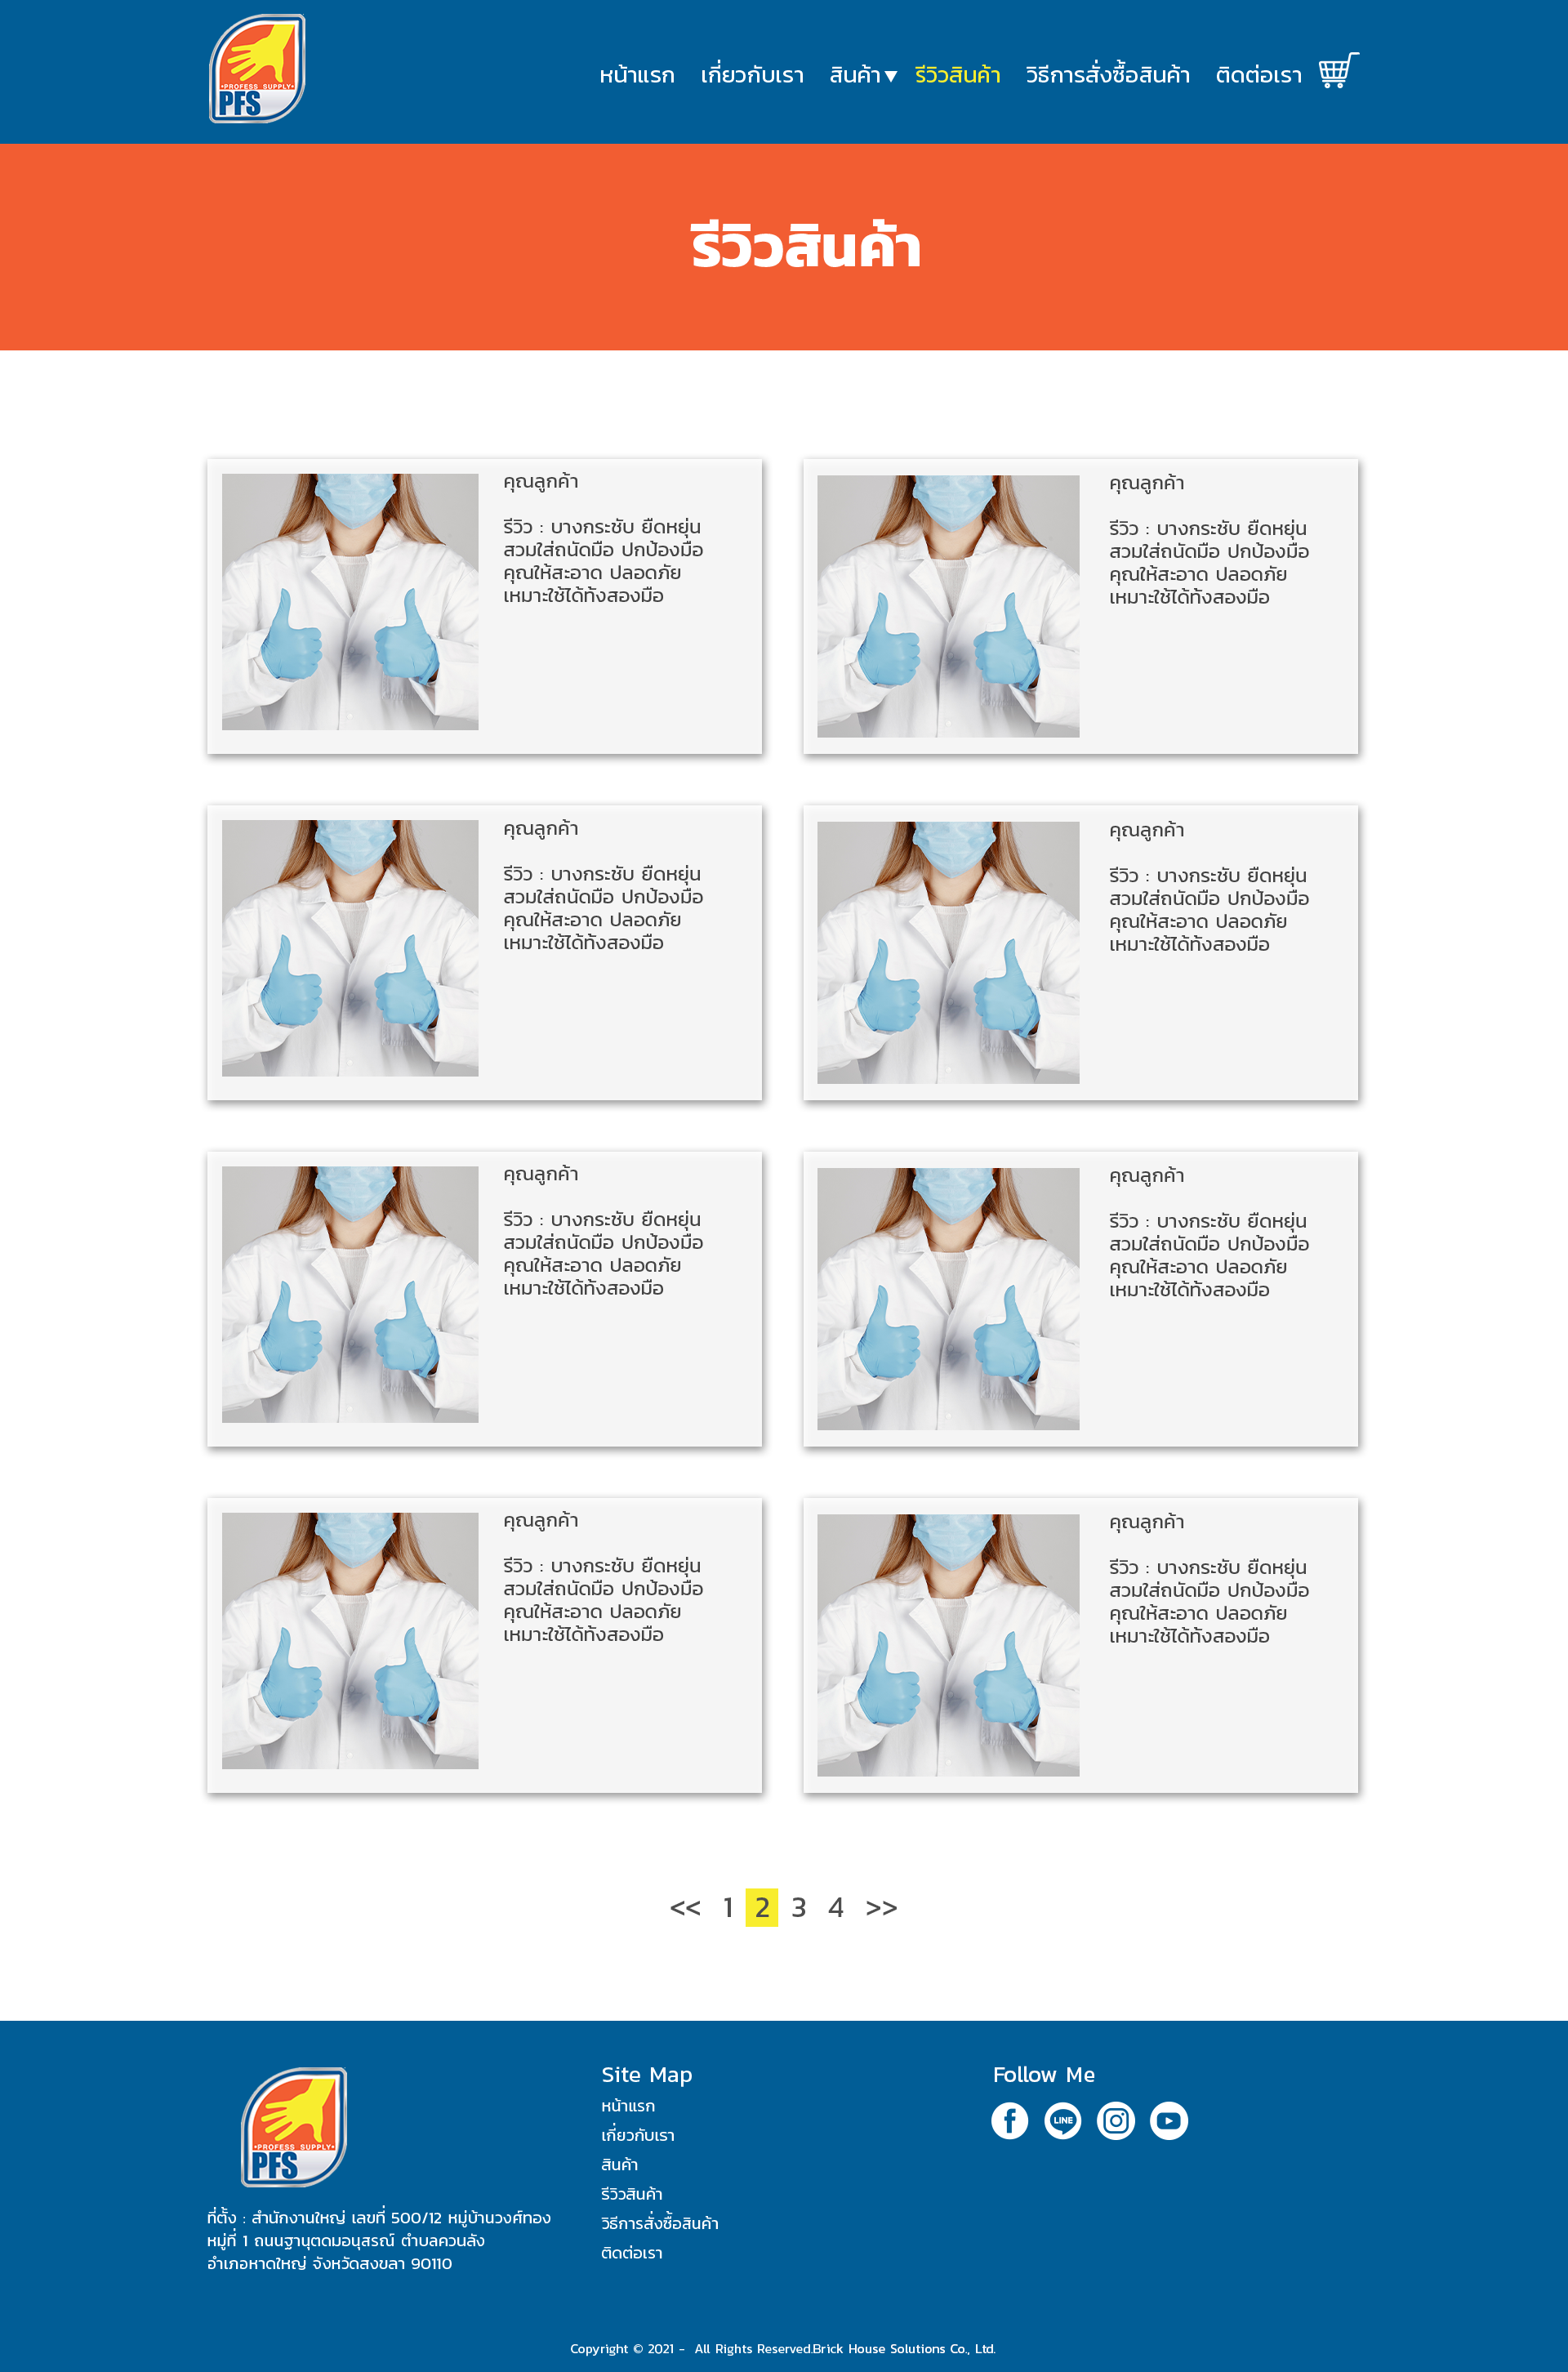 •PROFESS SUPPLY•
PFS
หน้าแรก เกี่ยวกับเรา สินค้า▼ รีวิวสินค้า วิธีการสั่งซื้อสินค้า ติดต่อเรา
รีวิวสินค้า
คุณลูกค้า
รีวิว : บางกระชับ ยืดหยุ่น
สวมใส่ถนัดมือ ปกป้องมือ
คุณให้สะอาด ปลอดภัย
เหมาะใช้ได้ทั้งสองมือ
คุณลูกค้า
รีวิว : บางกระชับ ยืดหยุ่น
สวมใส่ถนัดมือ ปกป้องมือ
คุณให้สะอาด ปลอดภัย
เหมาะใช้ได้ทั้งสองมือ
คุณลูกค้า
รีวิว : บางกระชับ ยืดหยุ่น
สวมใส่ถนัดมือ ปกป้องมือ
คุณให้สะอาด ปลอดภัย
เหมาะใช้ได้ทั้งสองมือ
คุณลูกค้า
รีวิว : บางกระชับ ยืดหยุ่น
สวมใส่ถนัดมือ ปกป้องมือ
คุณให้สะอาด ปลอดภัย
เหมาะใช้ได้ทั้งสองมือ
คุณลูกค้า
รีวิว : บางกระชับ ยืดหยุ่น
สวมใส่ถนัดมือ ปกป้องมือ
คุณให้สะอาด ปลอดภัย
เหมาะใช้ได้ทั้งสองมือ
คุณลูกค้า
รีวิว : บางกระชับ ยืดหยุ่น
สวมใส่ถนัดมือ ปกป้องมือ
คุณให้สะอาด ปลอดภัย
เหมาะใช้ได้ทั้งสองมือ
คุณลูกค้า
รีวิว : บางกระชับ ยืดหยุ่น
สวมใส่ถนัดมือ ปกป้องมือ
คุณให้สะอาด ปลอดภัย
เหมาะใช้ได้ทั้งสองมือ
คุณลูกค้า
รีวิว : บางกระชับ ยืดหยุ่น
สวมใส่ถนัดมือ ปกป้องมือ
คุณให้สะอาด ปลอดภัย
เหมาะใช้ได้ทั้งสองมือ
<< 1 2 3 4 >>
•PROFESS SUPPLY•
PFS
ที่ตั้ง : สำนักงานใหญ่ เลขที่ 500/12 หมู่บ้านวงศ์ทอง
หมู่ที่ 1 ถนนฐานุตดมอนุสรณ์ ตำบลควนลัง
อำเภอหาดใหญ่ จังหวัดสงขลา 90110
Site Map
หน้าแรก
เกี่ยวกับเรา
สินค้า
รีวิวสินค้า
วิธีการสั่งซื้อสินค้า
ติดต่อเรา
Follow Me
LINE
Copyright © 2021 - All Rights Reserved.Brick House Solutions Co., Ltd.